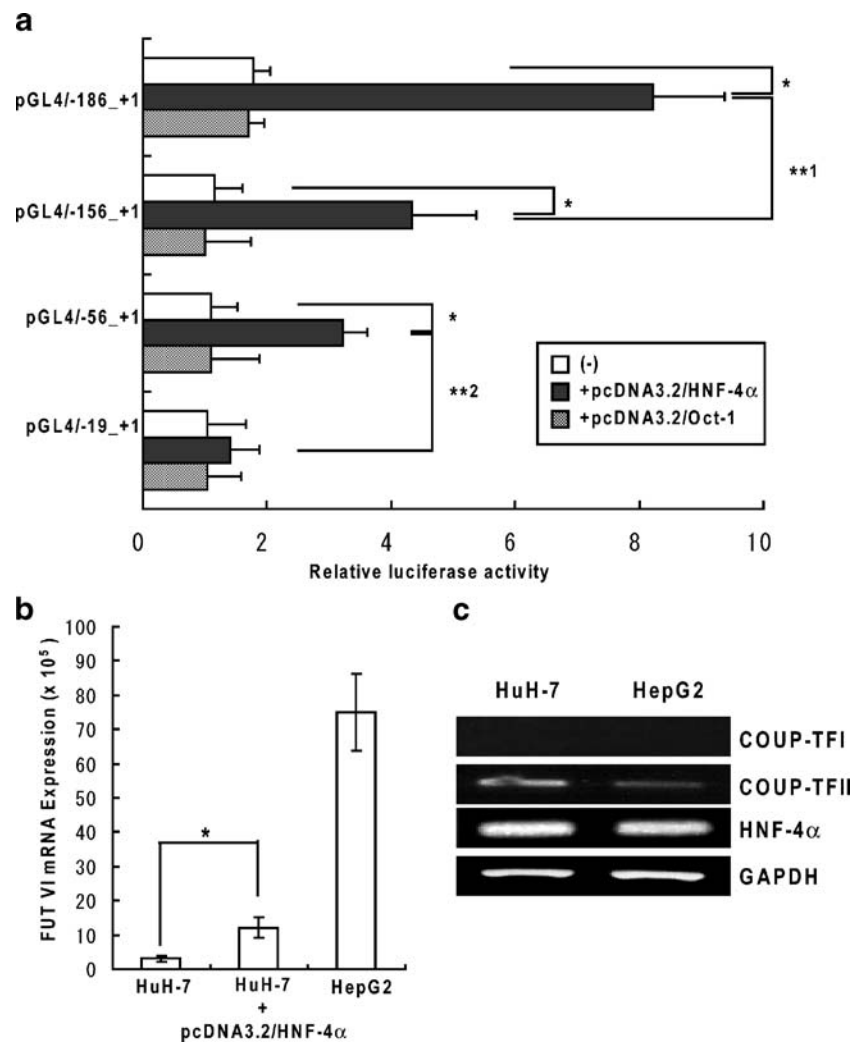 a
pGL4/-186_+1
pGL4/-156_+1
pGL4/-56_+1
pGL4/-19_+1
*
**1
*
*
**2
(-)
+pcDNA3.2/HNF-4α
+pcDNA3.2/Oct-1
0 2 4 6 8 10
Relative luciferase activity
b
FUT VI mRNA Expression (x 10⁵)
100
90
80
70
60
50
40
30
20
10
0
*
HuH-7
HuH-7
+
pcDNA3.2/HNF-4α
HepG2
c
HuH-7 HepG2
COUP-TFI
COUP-TFII
HNF-4α
GAPDH